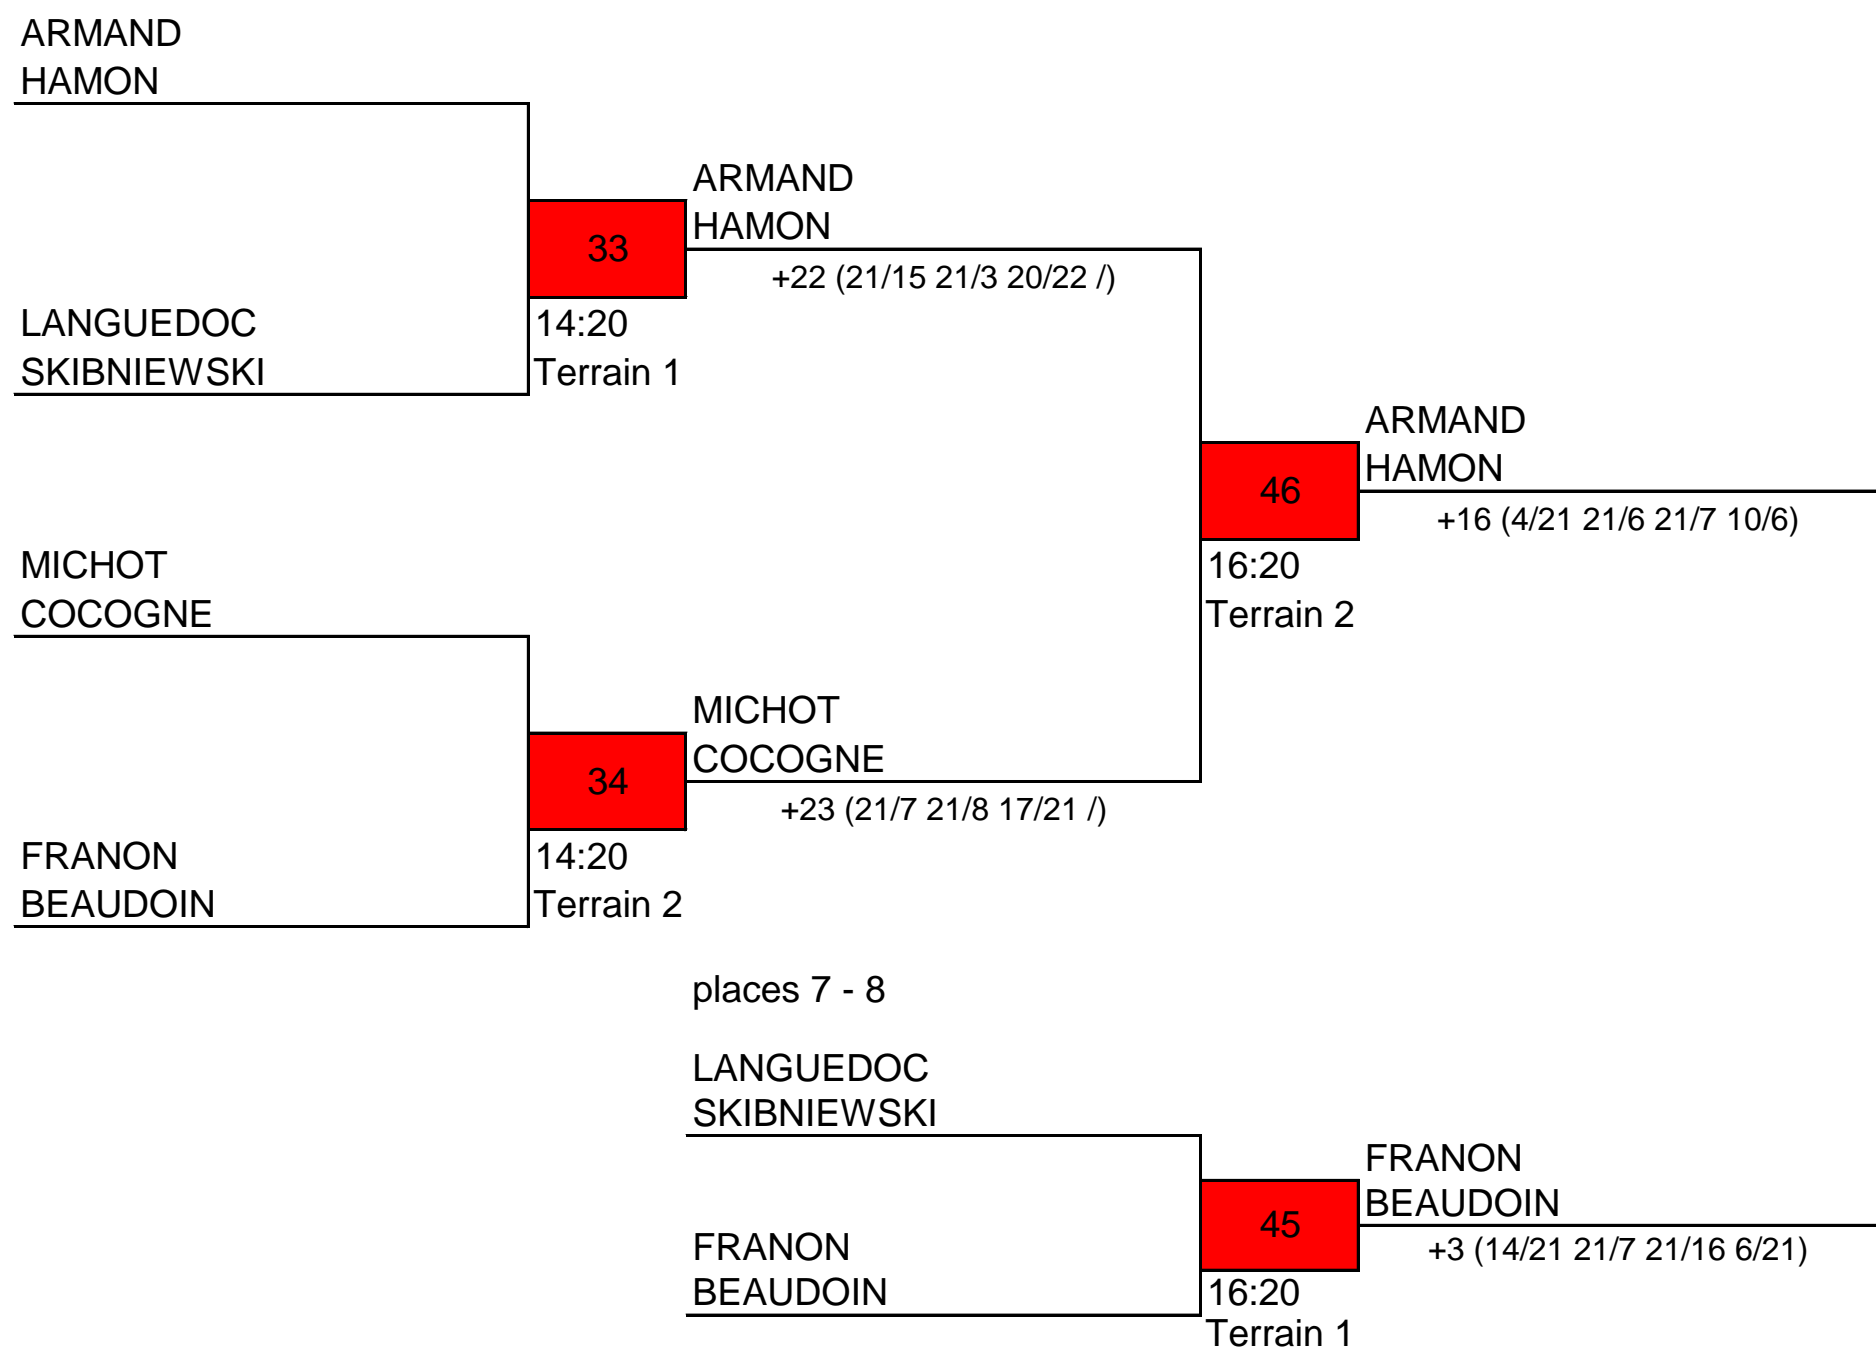 ARMAND
HAMON
33
ARMAND
HAMON
+22 (21/15 21/3 20/22 /)
LANGUEDOC
SKIBNIEWSKI
14:20
Terrain 1
46
ARMAND
HAMON
+16 (4/21 21/6 21/7 10/6)
16:20
Terrain 2
MICHOT
COCOGNE
34
MICHOT
COCOGNE
+23 (21/7 21/8 17/21 /)
FRANON
BEAUDOIN
14:20
Terrain 2
places 7 - 8
LANGUEDOC
SKIBNIEWSKI
45
FRANON
BEAUDOIN
+3 (14/21 21/7 21/16 6/21)
FRANON
BEAUDOIN
16:20
Terrain 1